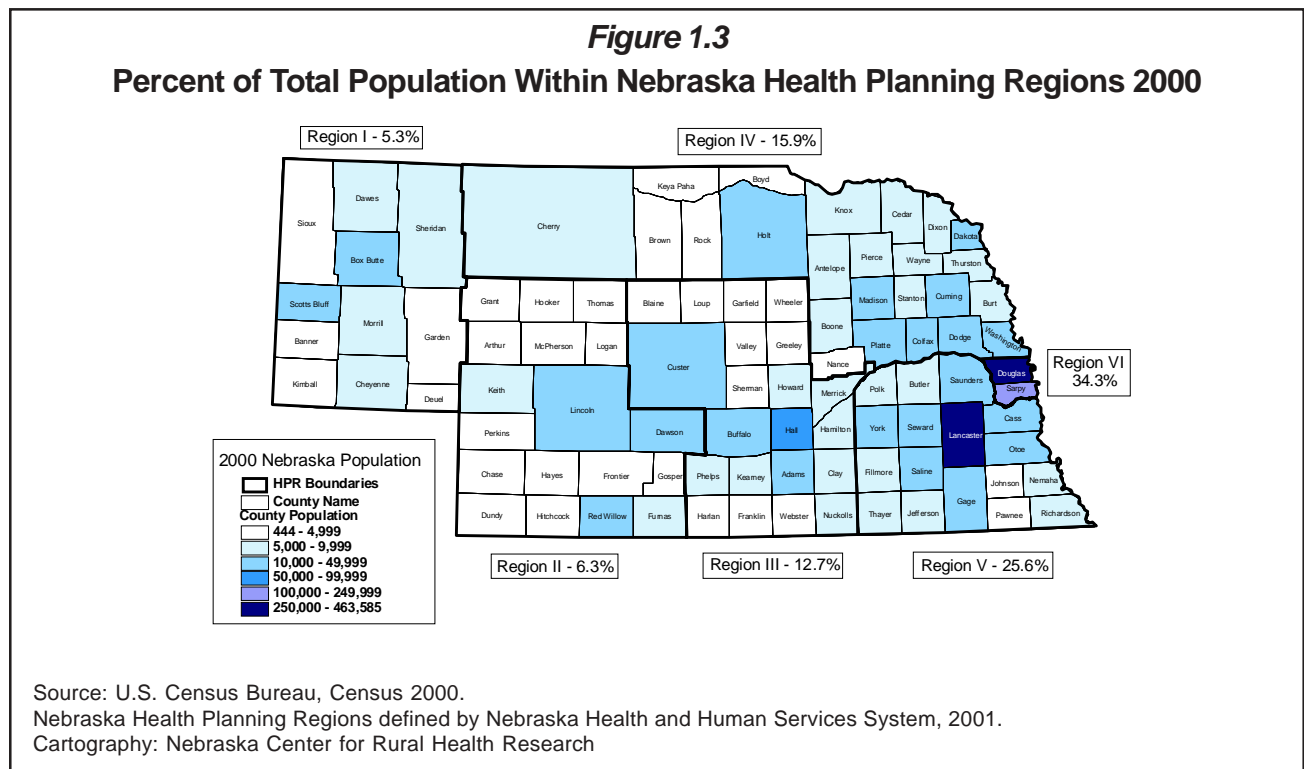 Figure 1.3
Percent of Total Population Within Nebraska Health Planning Regions 2000
Region I - 5.3%
Region IV - 15.9%
Sioux
Dawes
Sheridan
Box Butte
Scotts Bluff
Morrill
Garden
Banner
Kimball
Cheyenne
Deuel
Cherry
Keya Paha
Boyd
Brown
Rock
Holt
Knox
Cedar
Dixon
Dakota
Antelope
Pierce
Wayne
Thurston
Madison
Stanton
Cuming
Burt
Boone
Platte
Colfax
Dodge
Washington
Nance
Grant
Hooker
Thomas
Blaine
Loup
Garfield
Wheeler
Arthur
McPherson
Logan
Custer
Valley
Greeley
Keith
Lincoln
Sherman
Howard
Merrick
Polk
Butler
Saunders
Douglas
Sarpy
Region VI
34.3%
Perkins
Dawson
Buffalo
Hall
Hamilton
York
Seward
Lancaster
Cass
Otoe
Chase
Hayes
Frontier
Gosper
Phelps
Kearney
Adams
Clay
Fillmore
Saline
Gage
Johnson
Nemaha
Dundy
Hitchcock
Red Willow
Furnas
Harlan
Franklin
Webster
Nuckolls
Thayer
Jefferson
Pawnee
Richardson
2000 Nebraska Population
HPR Boundaries
County Name
County Population
444 - 4,999
5,000 - 9,999
10,000 - 49,999
50,000 - 99,999
100,000 - 249,999
250,000 - 463,585
Region II - 6.3%
Region III - 12.7%
Region V - 25.6%
Source: U.S. Census Bureau, Census 2000.
Nebraska Health Planning Regions defined by Nebraska Health and Human Services System, 2001.
Cartography: Nebraska Center for Rural Health Research